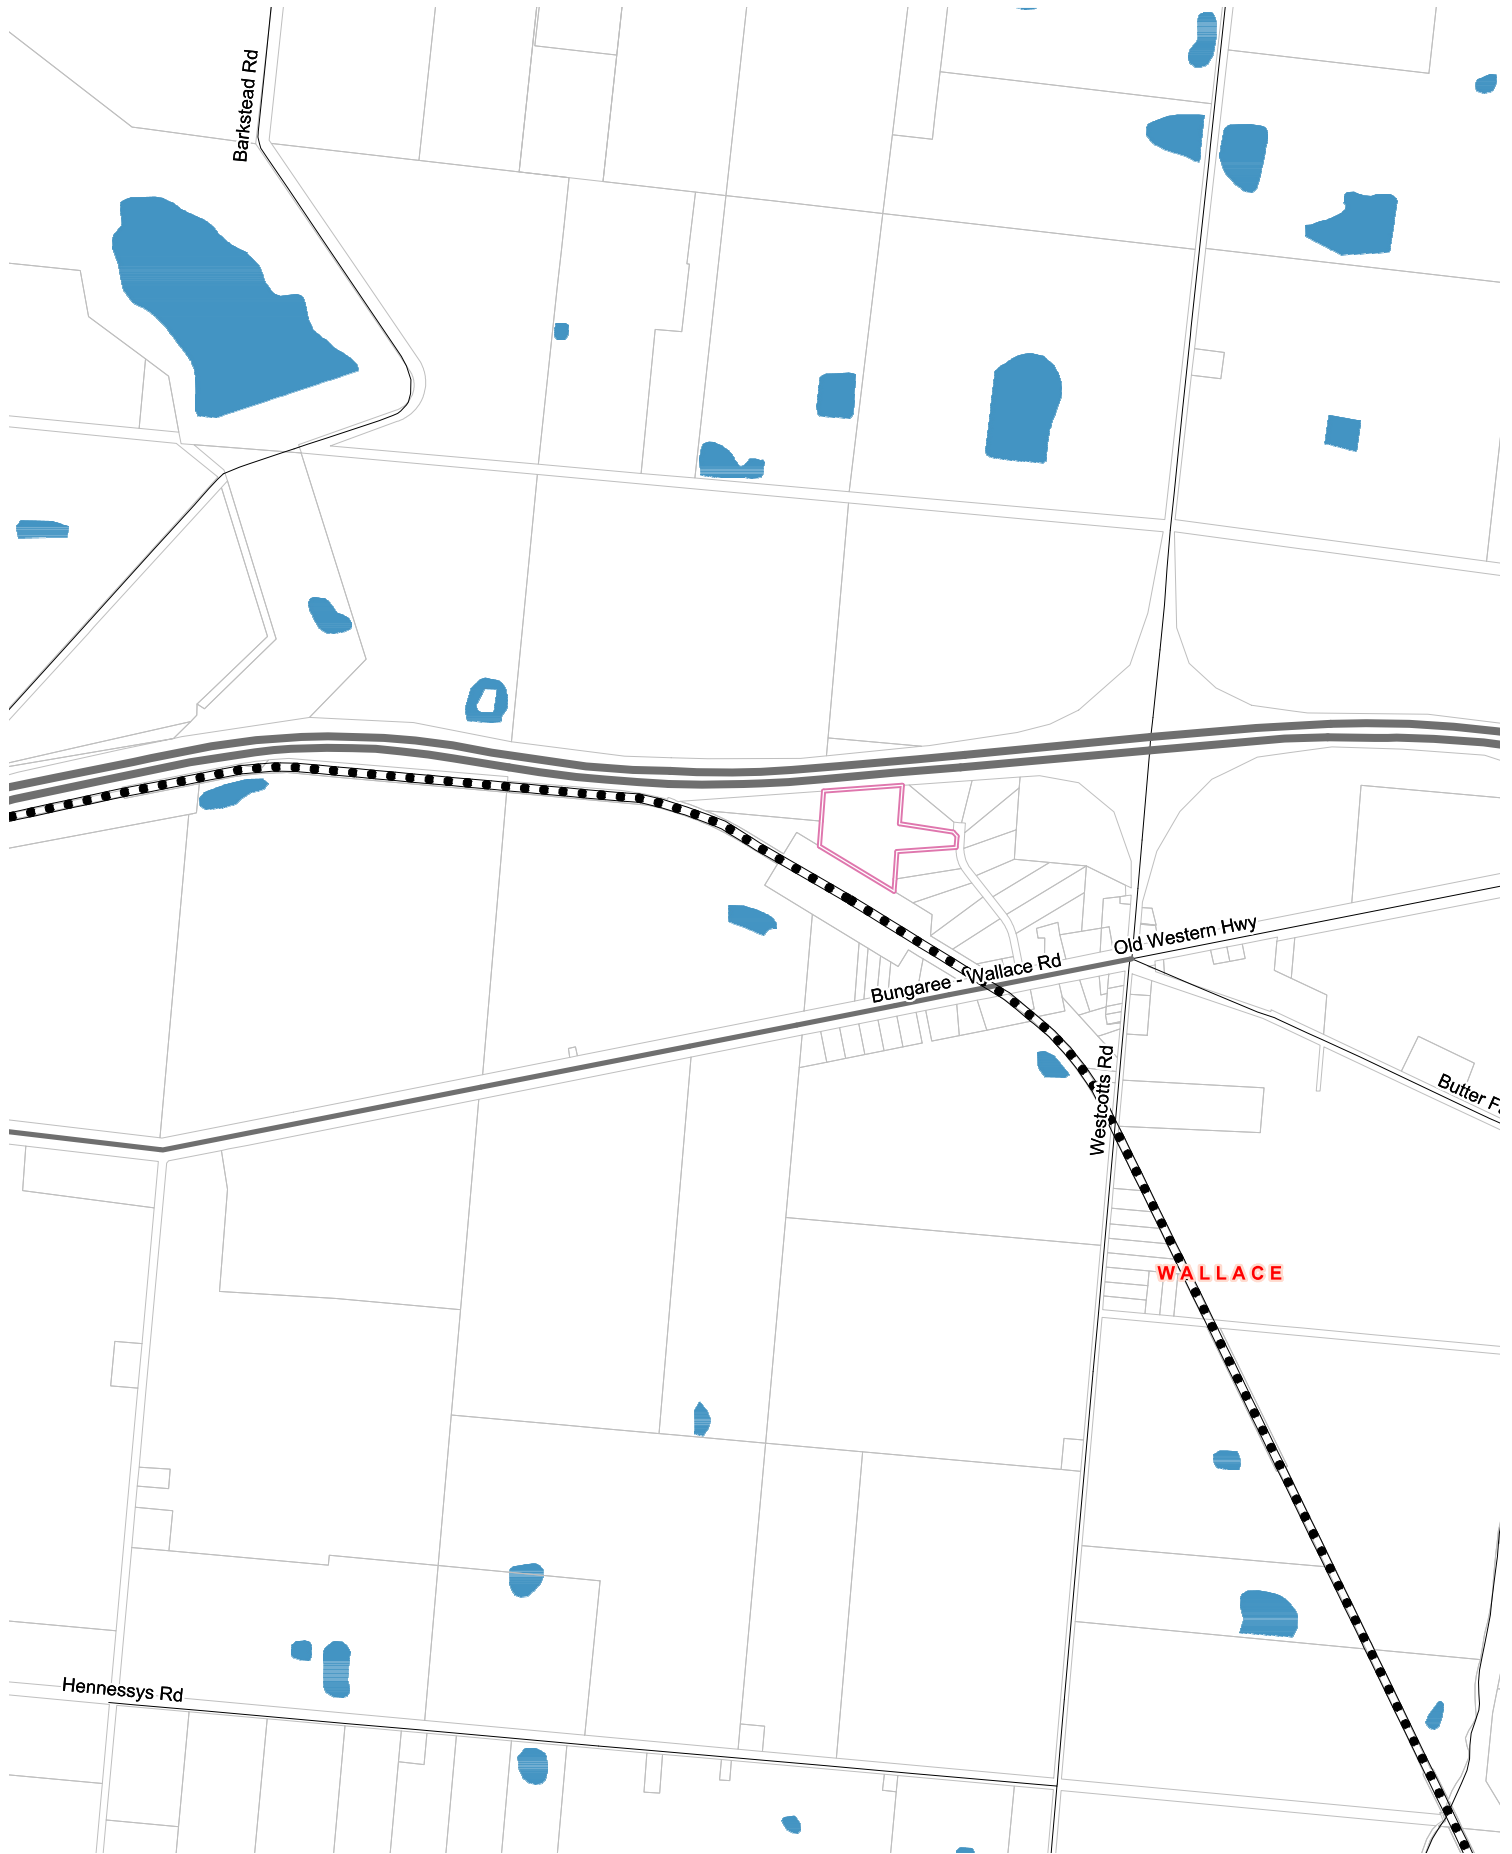 Barkstead Rd
Old Western Hwy
Bungaree - Wallace Rd
Westcotts Rd
Butter
WALLACE
Hennessys Rd